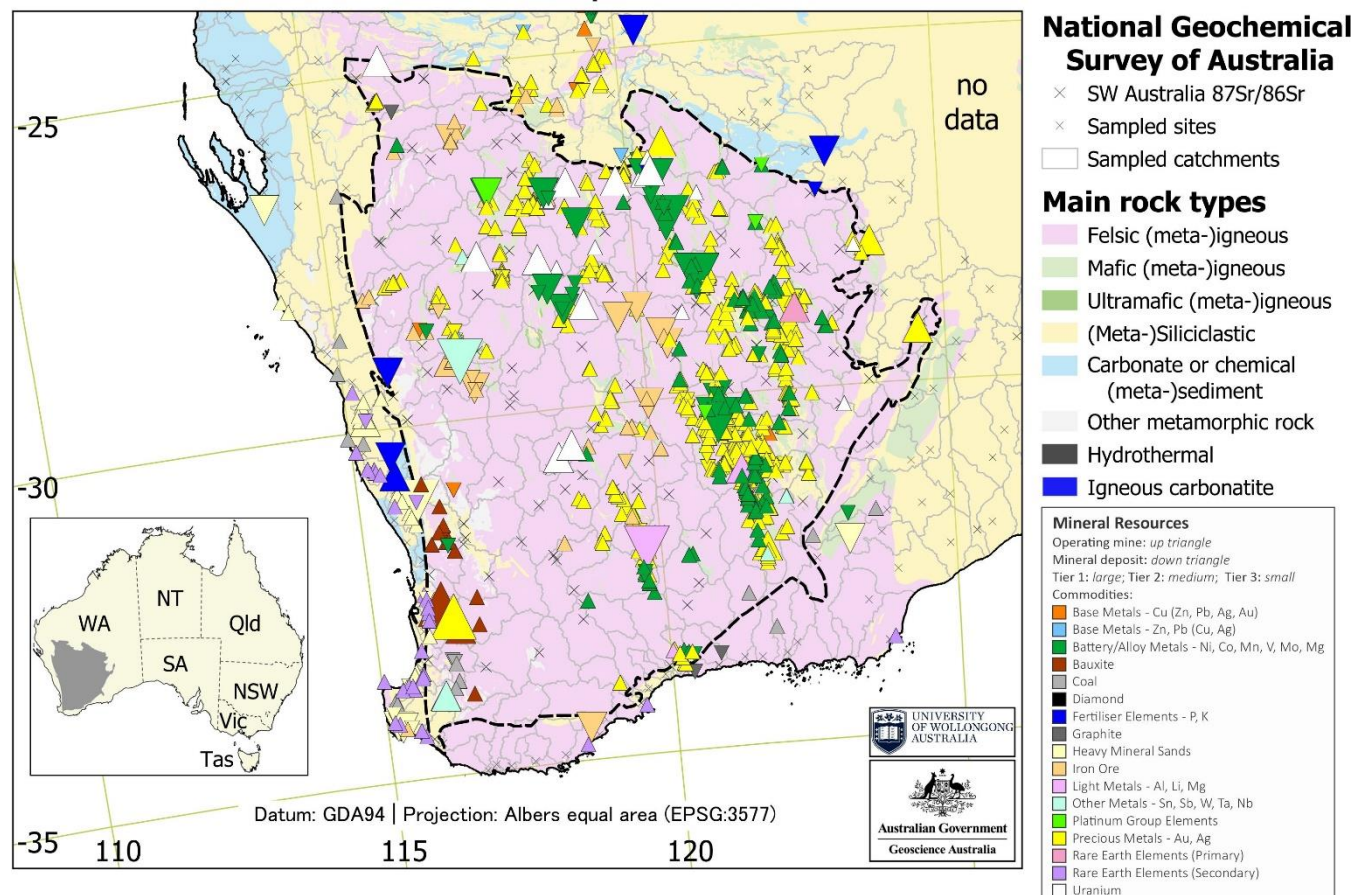 no
data
-25
-30
-35
110
115
120
WA
NT
Qld
SA
NSW
Vic
Tas
Datum: GDA94 | Projection: Albers equal area (EPSG:3577)
UNIVERSITY
OF WOLLONGONG
AUSTRALIA
Australian Government
Geoscience Australia
National Geochemical
Survey of Australia
SW Australia 87Sr/86Sr
Sampled sites
Sampled catchments
Main rock types
Felsic (meta-)igneous
Mafic (meta-)igneous
Ultramafic (meta-)igneous
(Meta-)Siliciclastic
Carbonate or chemical
(meta-)sediment
Other metamorphic rock
Hydrothermal
Igneous carbonatite
Mineral Resources
Operating mine: up triangle
Mineral deposit: down triangle
Tier 1: large; Tier 2: medium; Tier 3: small
Commodities:
Base Metals - Cu (Zn, Pb, Ag, Au)
Base Metals - Zn, Pb (Cu, Ag)
Battery/Alloy Metals - Ni, Co, Mn, V, Mo, Mg
Bauxite
Coal
Diamond
Fertiliser Elements - P, K
Graphite
Heavy Mineral Sands
Iron Ore
Light Metals - Al, Li, Mg
Other Metals - Sn, Sb, W, Ta, Nb
Platinum Group Elements
Precious Metals - Au, Ag
Rare Earth Elements (Primary)
Rare Earth Elements (Secondary)
Uranium